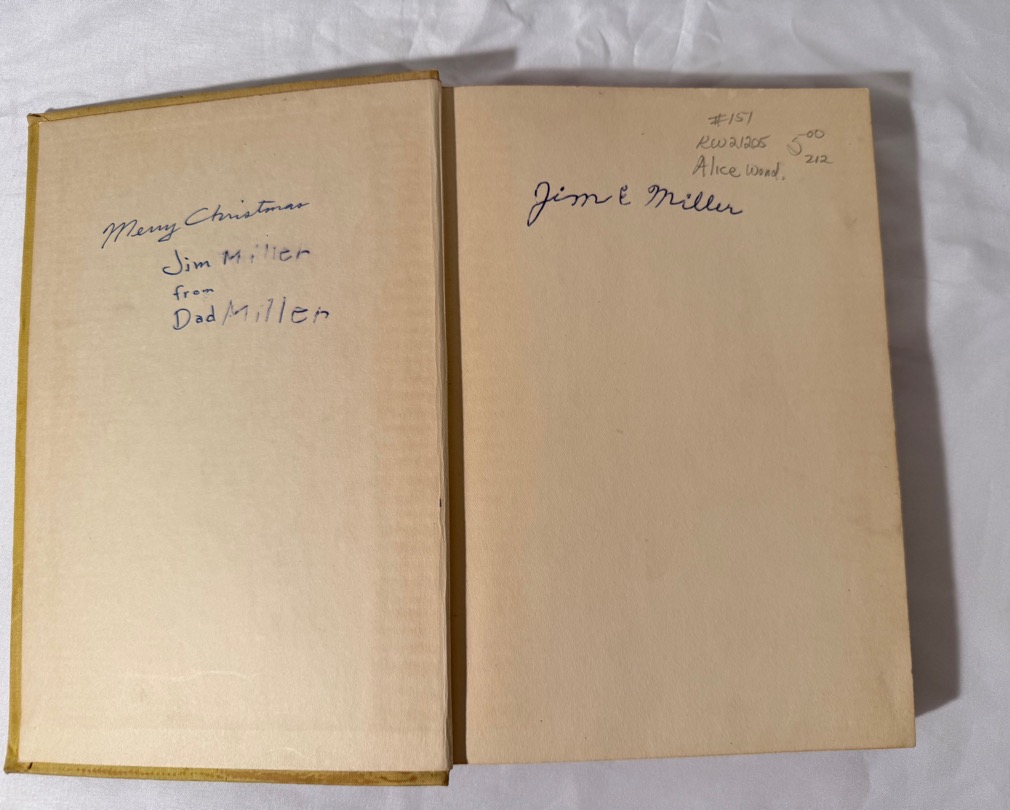 Merry Christmas
Jim Miller
from
Dad Miller
#151
RW21205 5.00
212
Alice Wond.
Jim E Miller